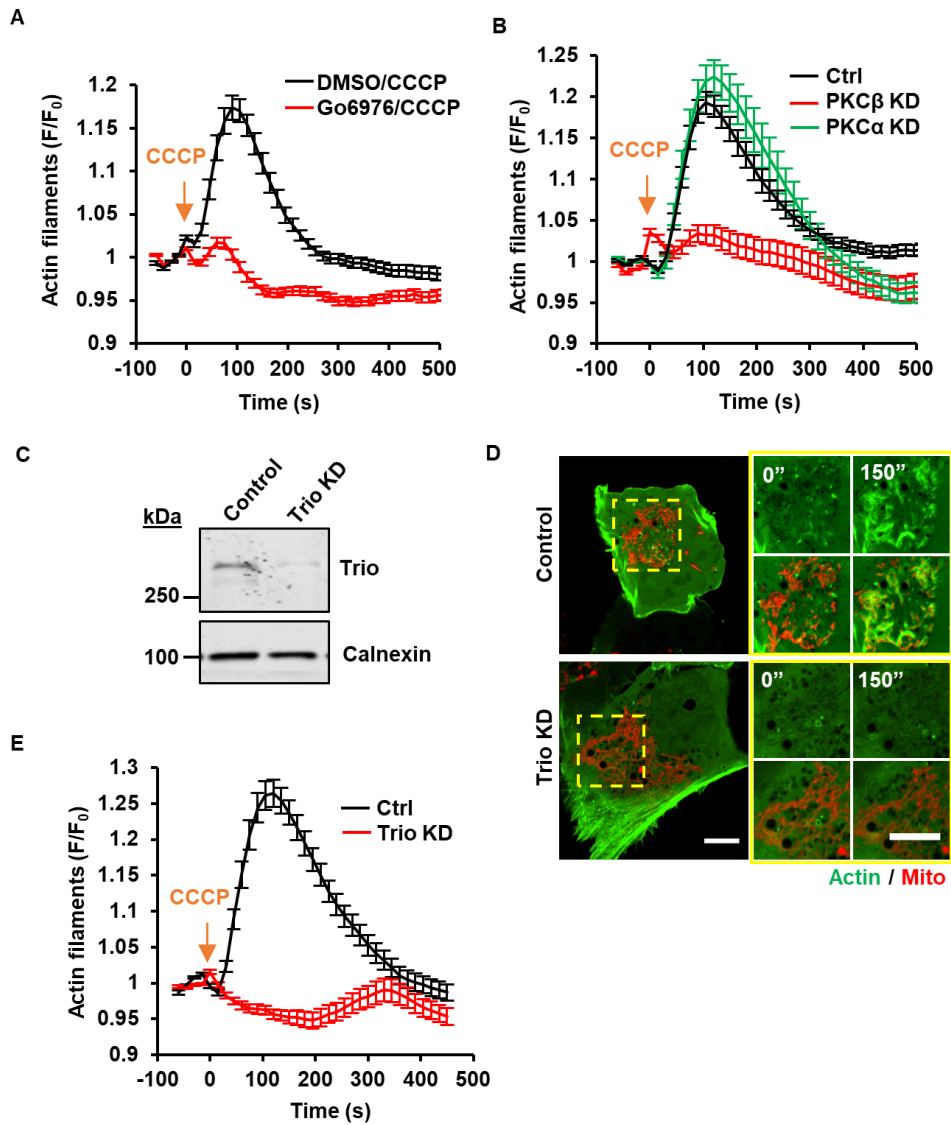 A
Actin filaments (F/F0)
1.2
1.15
1.1
1.05
1
0.95
0.9
CCCP
DMSO/CCCP
Go6976/CCCP
-100 0 100 200 300 400 500
Time (s)
B
Actin filaments (F/F0)
1.25
1.2
1.15
1.1
1.05
1
0.95
0.9
CCCP
Ctrl
PKCβ KD
PKCα KD
-100 0 100 200 300 400 500
Time (s)
C
Control
Trio KD
kDa
250
Trio
100
Calnexin
D
Control
0” 150”
Trio KD
0” 150”
Actin / Mito
E
Actin filaments (F/F0)
1.3
1.25
1.2
1.15
1.1
1.05
1
0.95
0.9
CCCP
Ctrl
Trio KD
-100 0 100 200 300 400 500
Time (s)